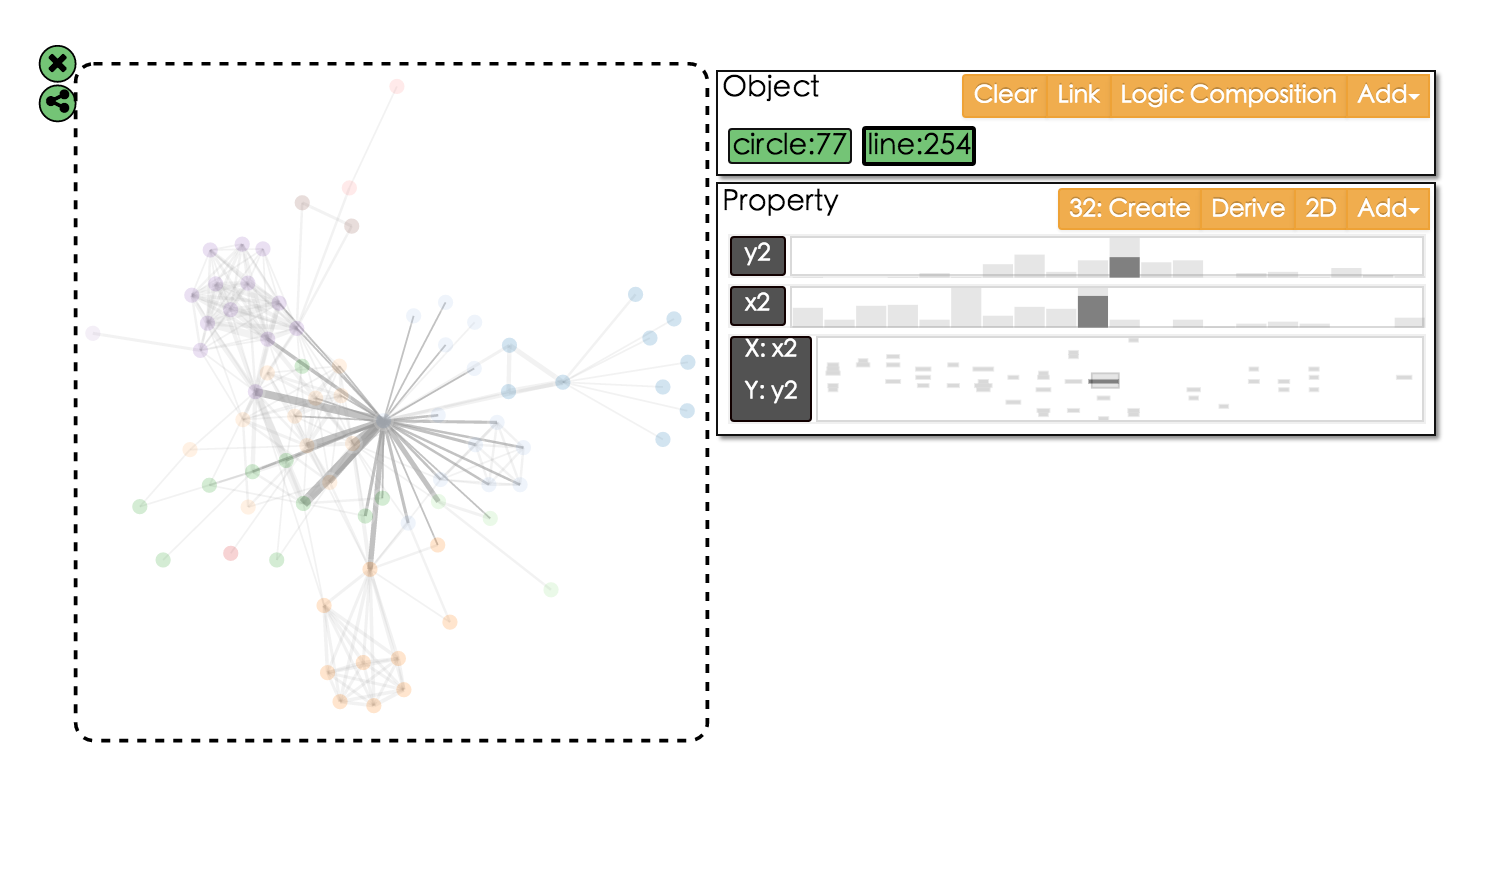 Object
Clear Link Logic Composition Add
circle:77 line:254
Property
32: Create Derive 2D Add
y2
x2
X: x2
Y: y2